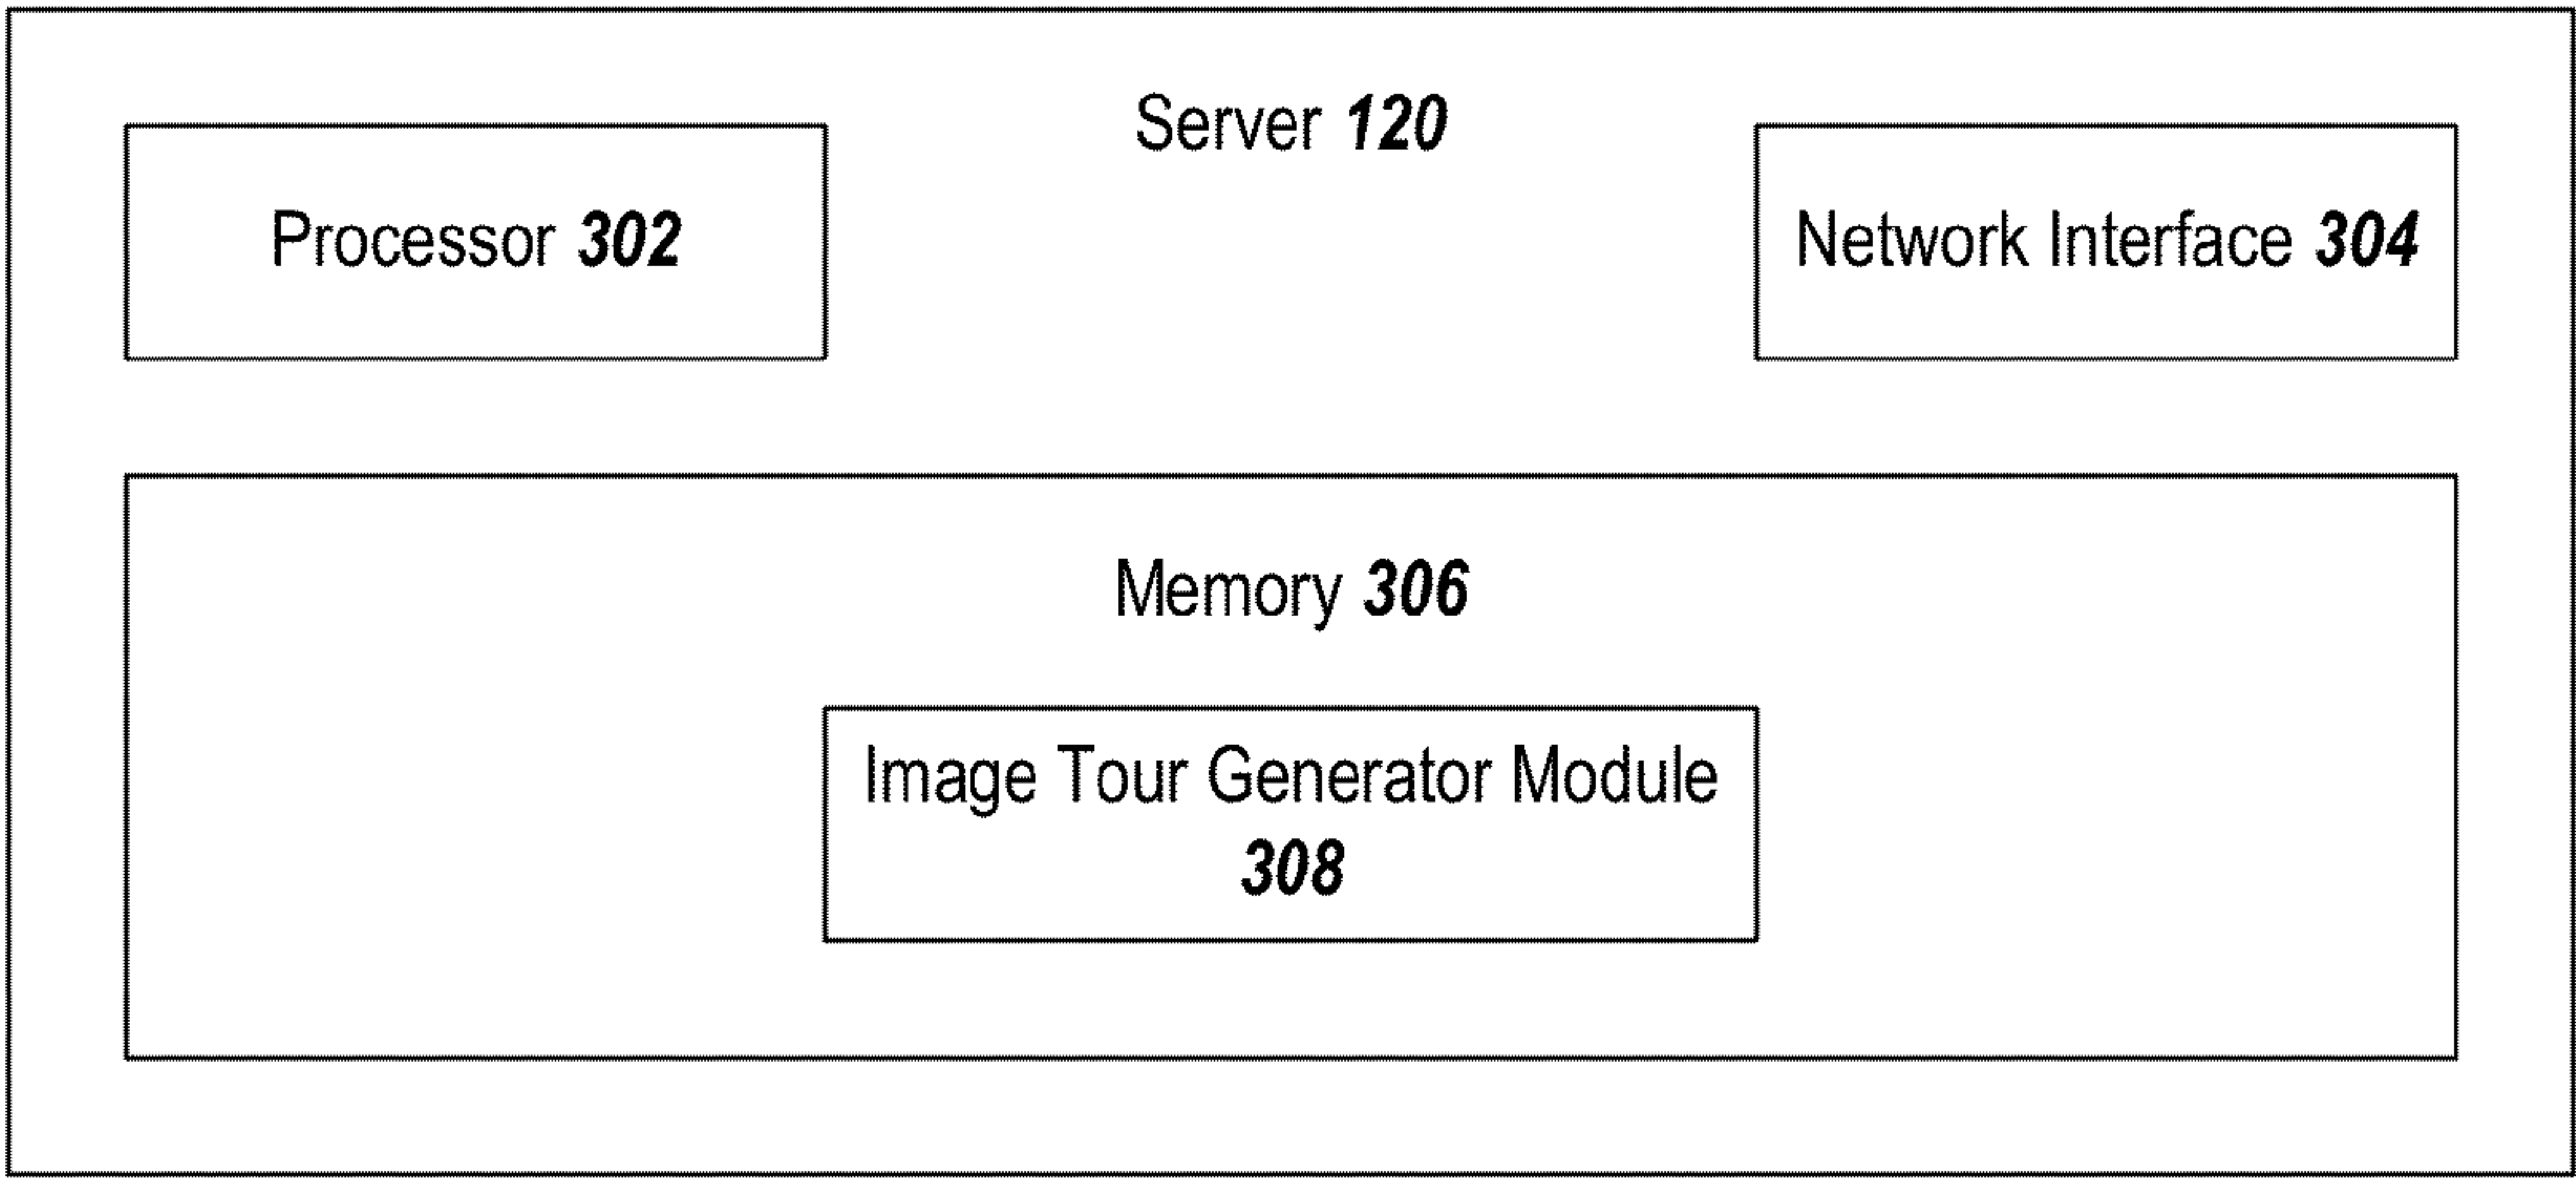 Server 120
Processor 302
Network Interface 304
Memory 306
Image Tour Generator Module
308